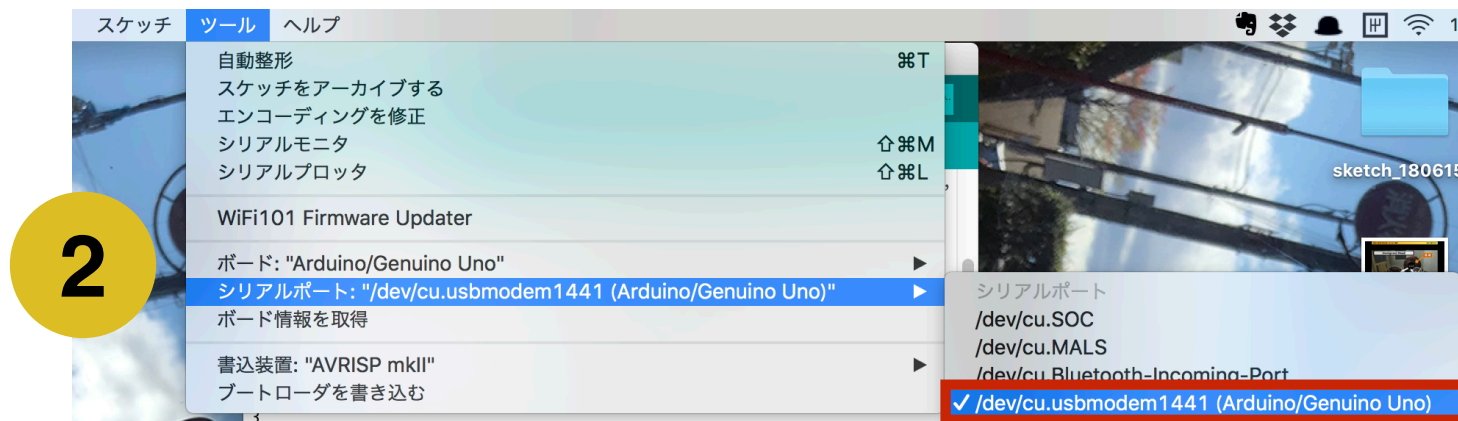 スケッチ ツール ヘルプ
自動整形 ⌘T
スケッチをアーカイブする
エンコーディングを修正
シリアルモニタ ⇧⌘M
シリアルプロッタ ⇧⌘L
WiFi101 Firmware Updater
ボード: "Arduino/Genuino Uno" ▶
シリアルポート: "/dev/cu.usbmodem1441 (Arduino/Genuino Uno)" ▶
ボード情報を取得
書込装置: "AVRISP mkII" ▶
ブートローダを書き込む
シリアルポート
/dev/cu.SOC
/dev/cu.MALS
/dev/cu.Bluetooth-Incoming-Port
✓ /dev/cu.usbmodem1441 (Arduino/Genuino Uno)
sketch_180615
2